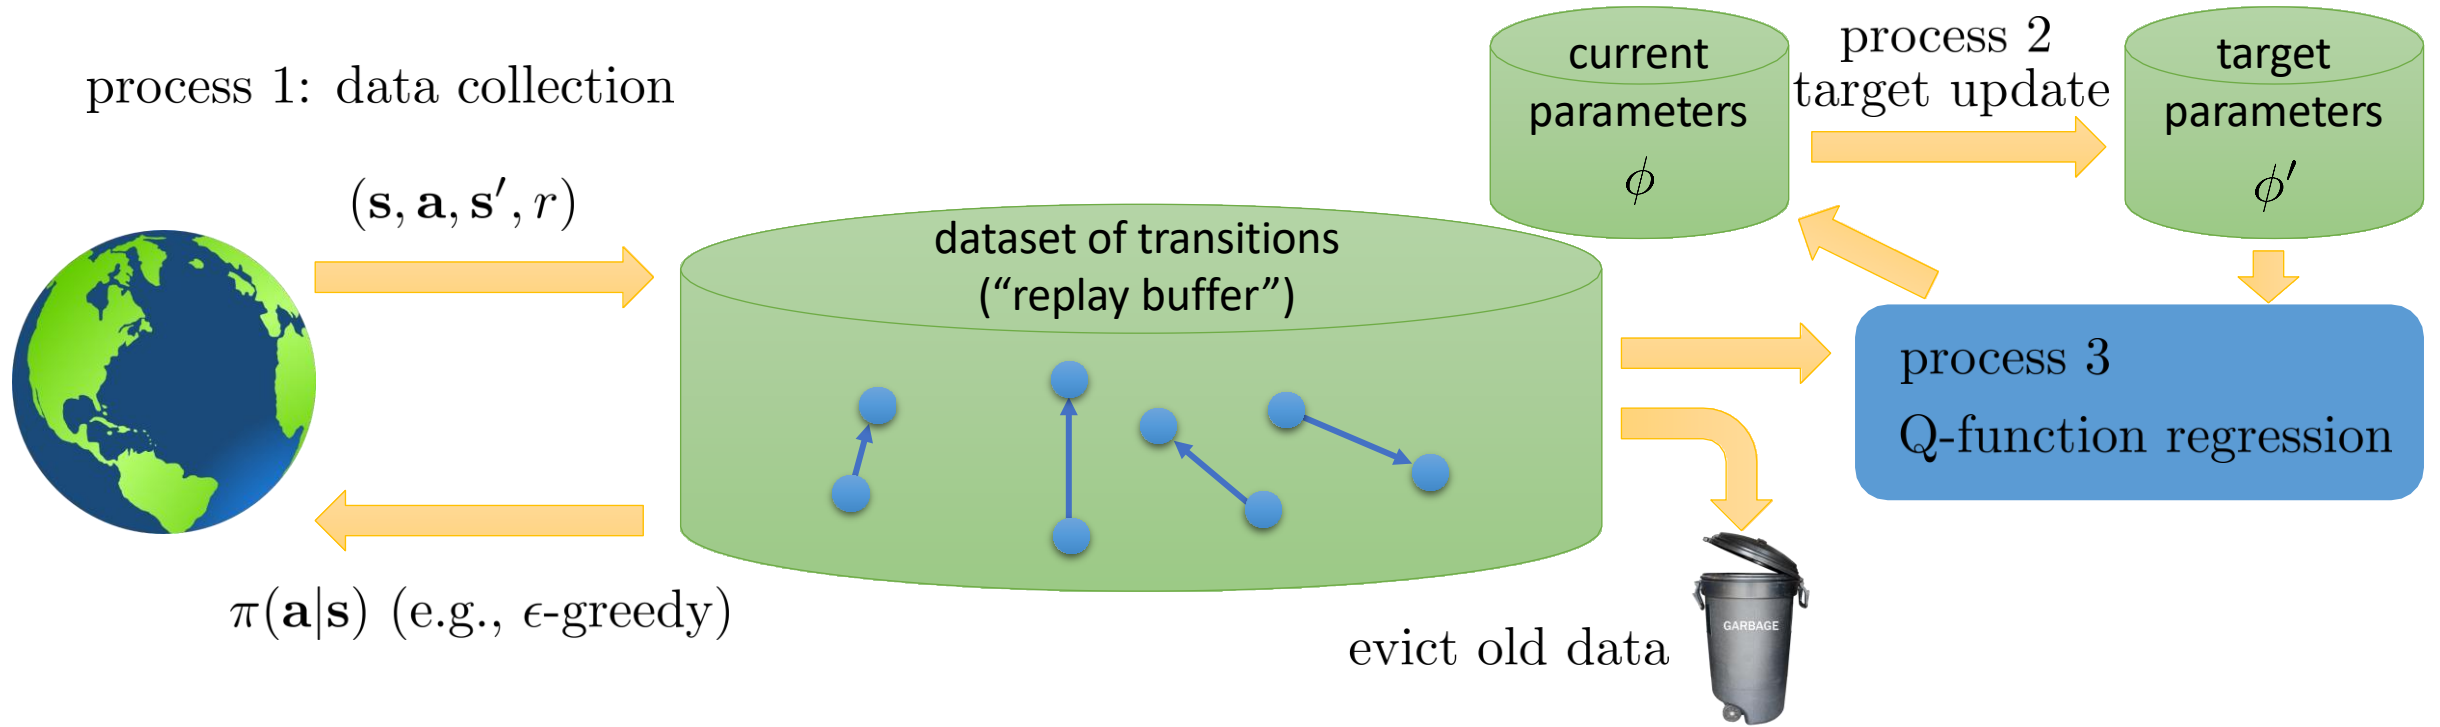 process 1: data collection
(s, a, s′, r)
π(a|s) (e.g., ϵ-greedy)
dataset of transitions
(“replay buffer”)
current
parameters
ϕ
process 2
target update
target
parameters
ϕ′
process 3
Q-function regression
evict old data
GARBAGE